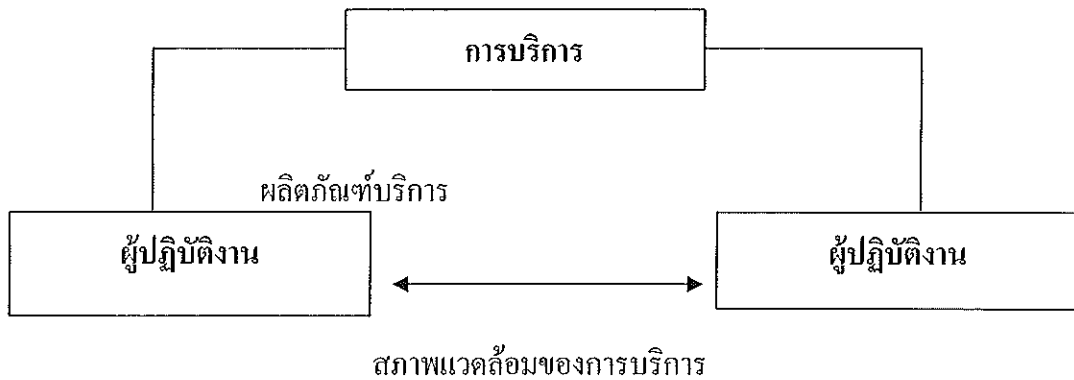 การบริการ
ผลิตภัณฑ์บริการ
ผู้ปฏิบัติงาน
ผู้ปฏิบัติงาน
สภาพแวดล้อมของการบริการ